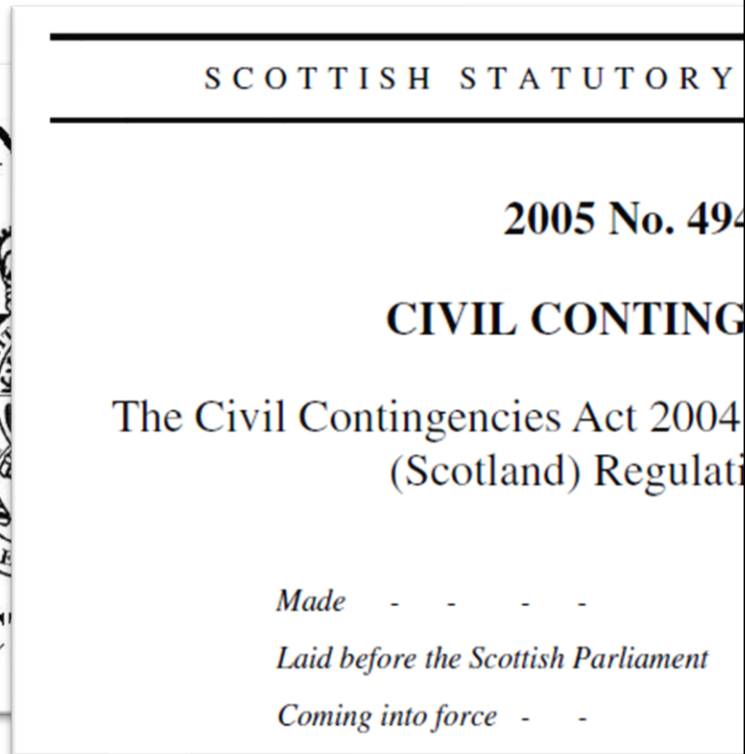 SCOTTISH STATUTORY
2005 No. 494
CIVIL CONTING
The Civil Contingencies Act 2004
(Scotland) Regulati
Made - - - -
Laid before the Scottish Parliament
Coming into force - -